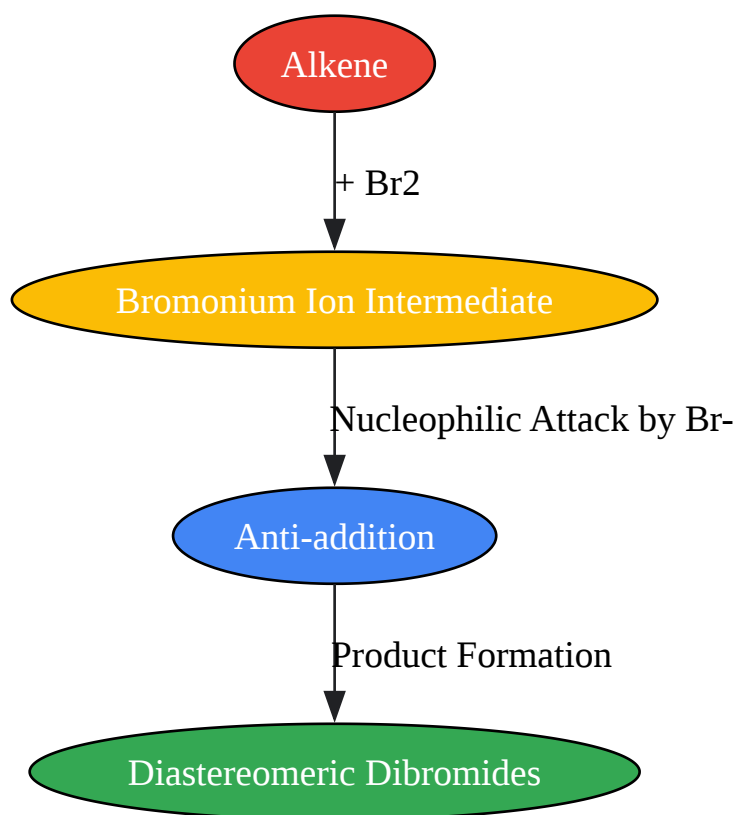 Alkene
+ Br2
Bromonium Ion Intermediate
Nucleophilic Attack by Br-
Anti-addition
Product Formation
Diastereomeric Dibromides